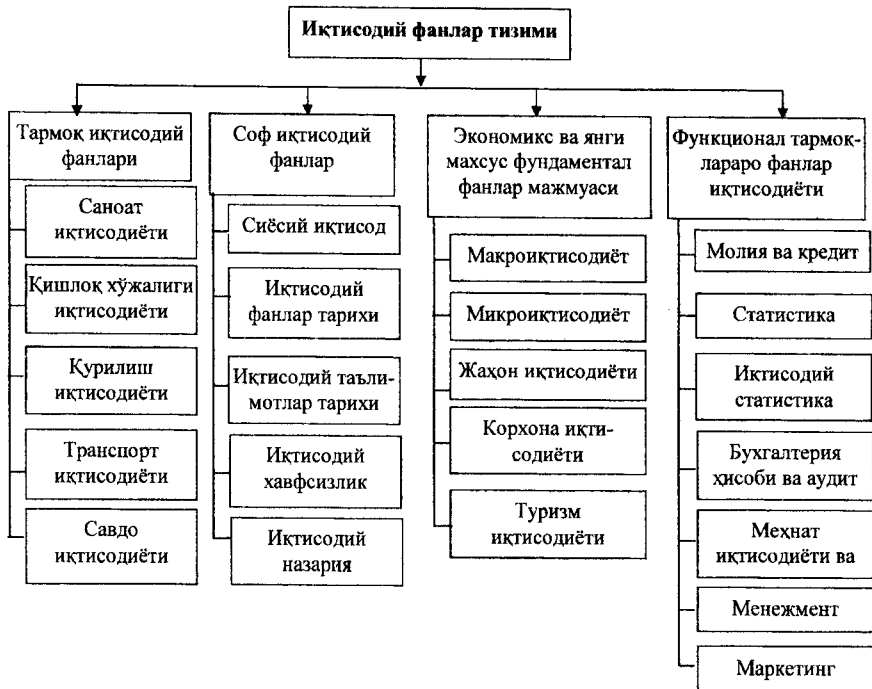 Иқтисодий фанлар тизими
Тармоқ иқтисодий
фанлари
Саноат
иқтисодиёти
Қишлоқ хўжалиги
иқтисодиёти
Қурилиш
иқтисодиёти
Транспорт
иқтисодиёти
Савдо
иқтисодиёти
Соф иқтисодий
фанлар
Сиёсий иқтисод
Иқтисодий
фанлар тарихи
Иқтисодий таъли-
мотлар тарихи
Иқтисодий
хавфсизлик
Иқтисодий
назария
Экономикс ва янги
махсус фундаментал
фанлар мажмуаси
Макроиқтисодиёт
Микроиқтисодиёт
Жаҳон иқтисодиёти
Корхона иқти-
содиёти
Туризм
иқтисодиёти
Функционал тармоқ-
лараро фанлар
иқтисодиёти
Молия ва кредит
Статистика
Иқтисодий
статистика
Бухгалтерия
ҳисоби ва аудит
Меҳнат
иқтисодиёти ва
Менежмент
Маркетинг